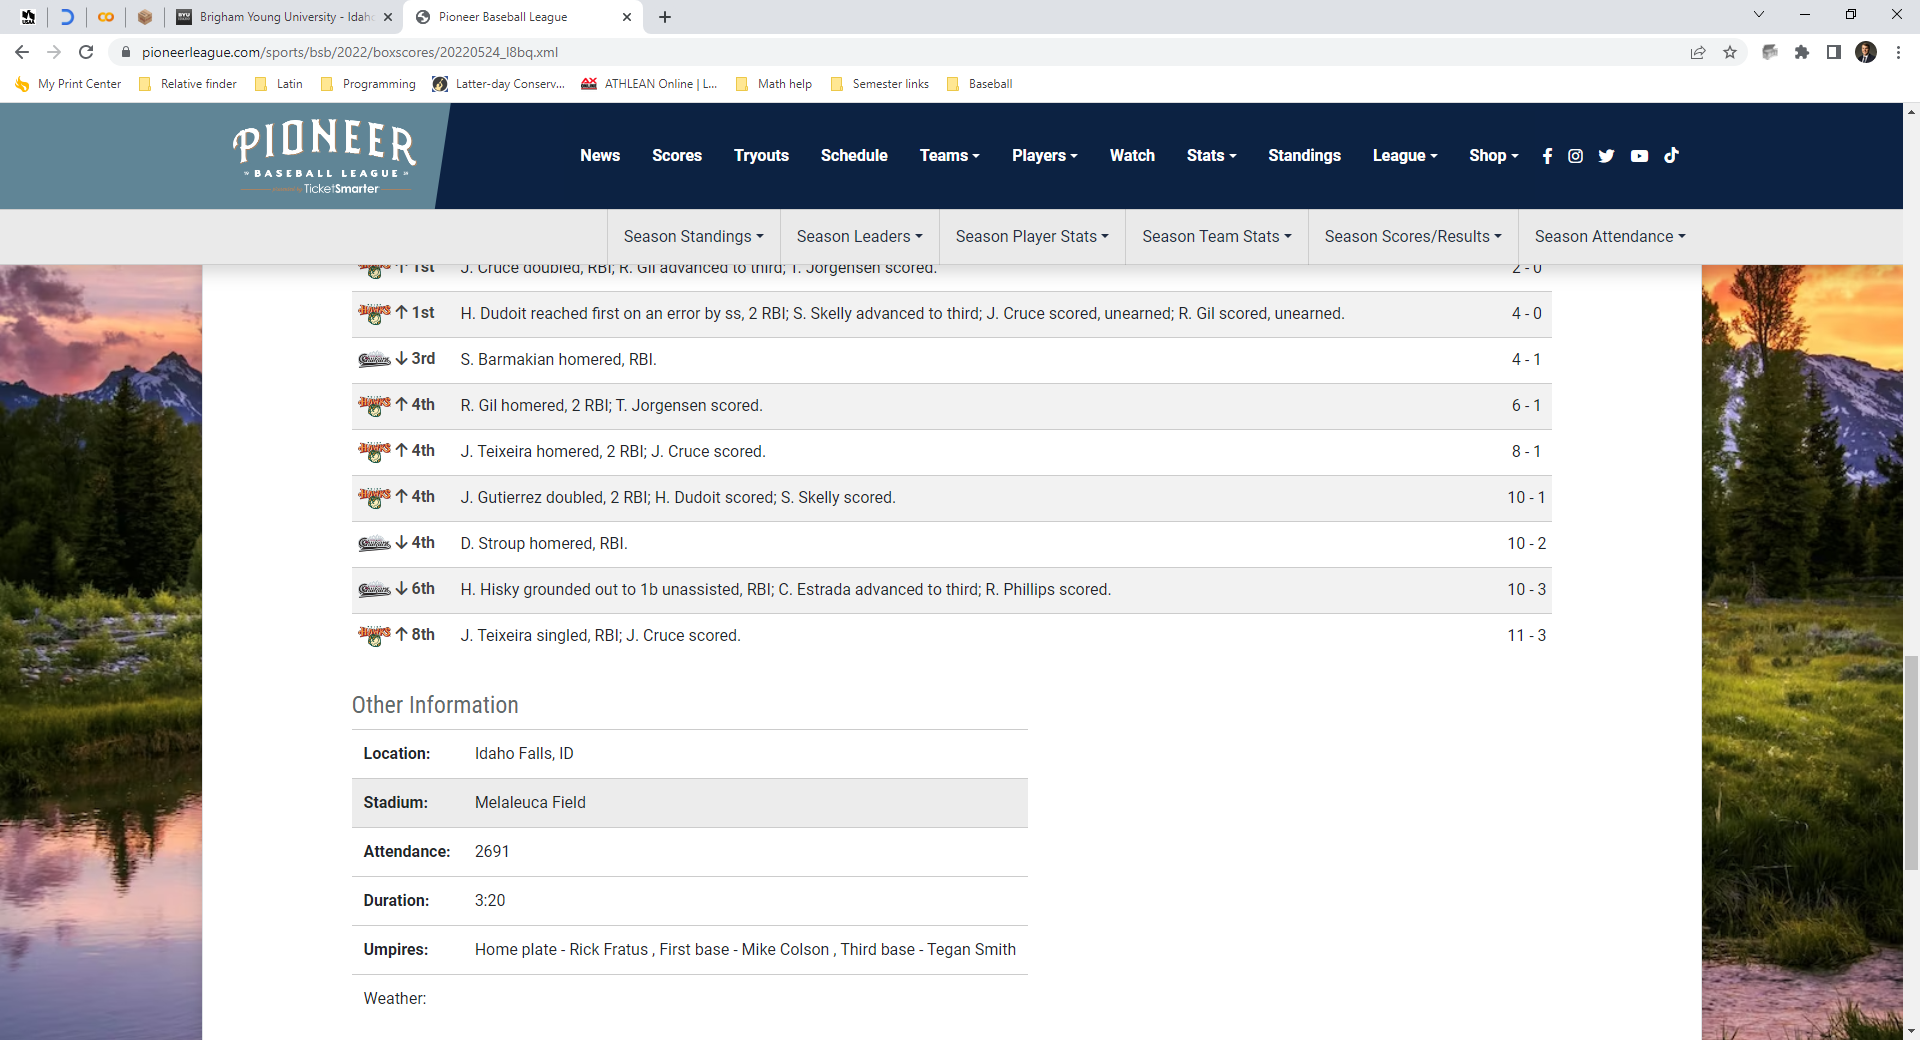 Brigham Young University - Idah
Pioneer Baseball League
pioneerleague.com/sports/bsb/2022/boxscores/20220524_l8bq.xml
My Print Center Relative finder Latin Programming Latter-day Conserv... ATHLEAN Online | L... Math help Semester links Baseball
PIONEER
BASEBALL LEAGUE
TicketSmarter
News Scores Tryouts Schedule Teams Players Watch Stats Standings League Shop
Season Standings Season Leaders Season Player Stats Season Team Stats Season Scores/Results Season Attendance
1st J. Cruce doubled, RBI; R. Gil advanced to third; T. Jorgensen scored. 2 - 0
1st H. Dudoit reached first on an error by ss, 2 RBI; S. Skelly advanced to third; J. Cruce scored, unearned; R. Gil scored, unearned. 4 - 0
3rd S. Barmakian homered, RBI. 4 - 1
4th R. Gil homered, 2 RBI; T. Jorgensen scored. 6 - 1
4th J. Teixeira homered, 2 RBI; J. Cruce scored. 8 - 1
4th J. Gutierrez doubled, 2 RBI; H. Dudoit scored; S. Skelly scored. 10 - 1
4th D. Stroup homered, RBI. 10 - 2
6th H. Hisky grounded out to 1b unassisted, RBI; C. Estrada advanced to third; R. Phillips scored. 10 - 3
8th J. Teixeira singled, RBI; J. Cruce scored. 11 - 3
Other Information
Location: Idaho Falls, ID
Stadium: Melaleuca Field
Attendance: 2691
Duration: 3:20
Umpires: Home plate - Rick Fratus , First base - Mike Colson , Third base - Tegan Smith
Weather: